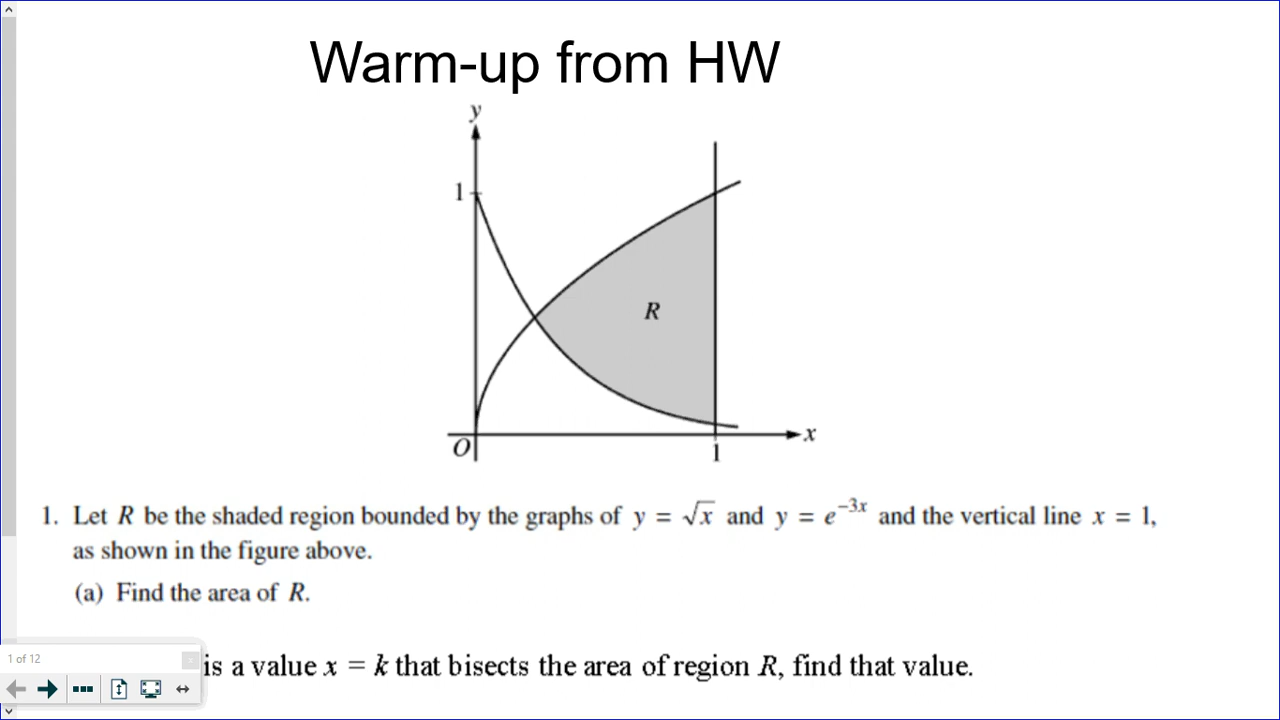 Warm-up from HW
y
1
R
O
1
x
1. Let R be the shaded region bounded by the graphs of y = √x and y = e^{-3x} and the vertical line x = 1,
as shown in the figure above.
(a) Find the area of R.
1 of 12
is a value x = k that bisects the area of region R, find that value.